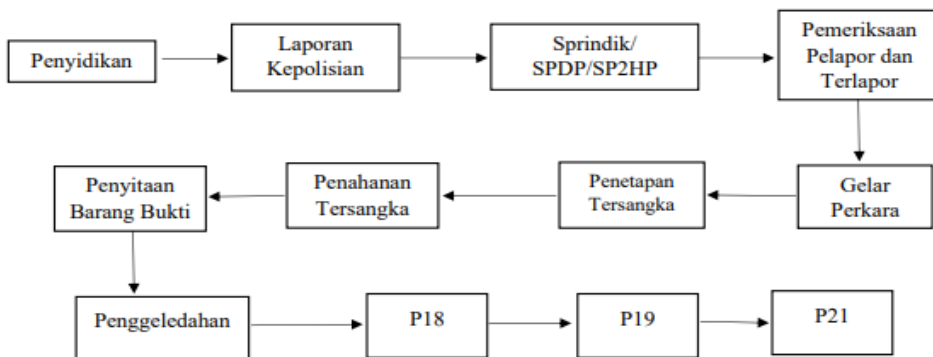 Penyidikan
Laporan
Kepolisian
Sprindik/
SPDP/SP2HP
Pemeriksaan
Pelapor dan
Terlapor
Gelar
Perkara
Penetapan
Tersangka
Penahanan
Tersangka
Penyitaan
Barang Bukti
Penggeledahan
P18
P19
P21